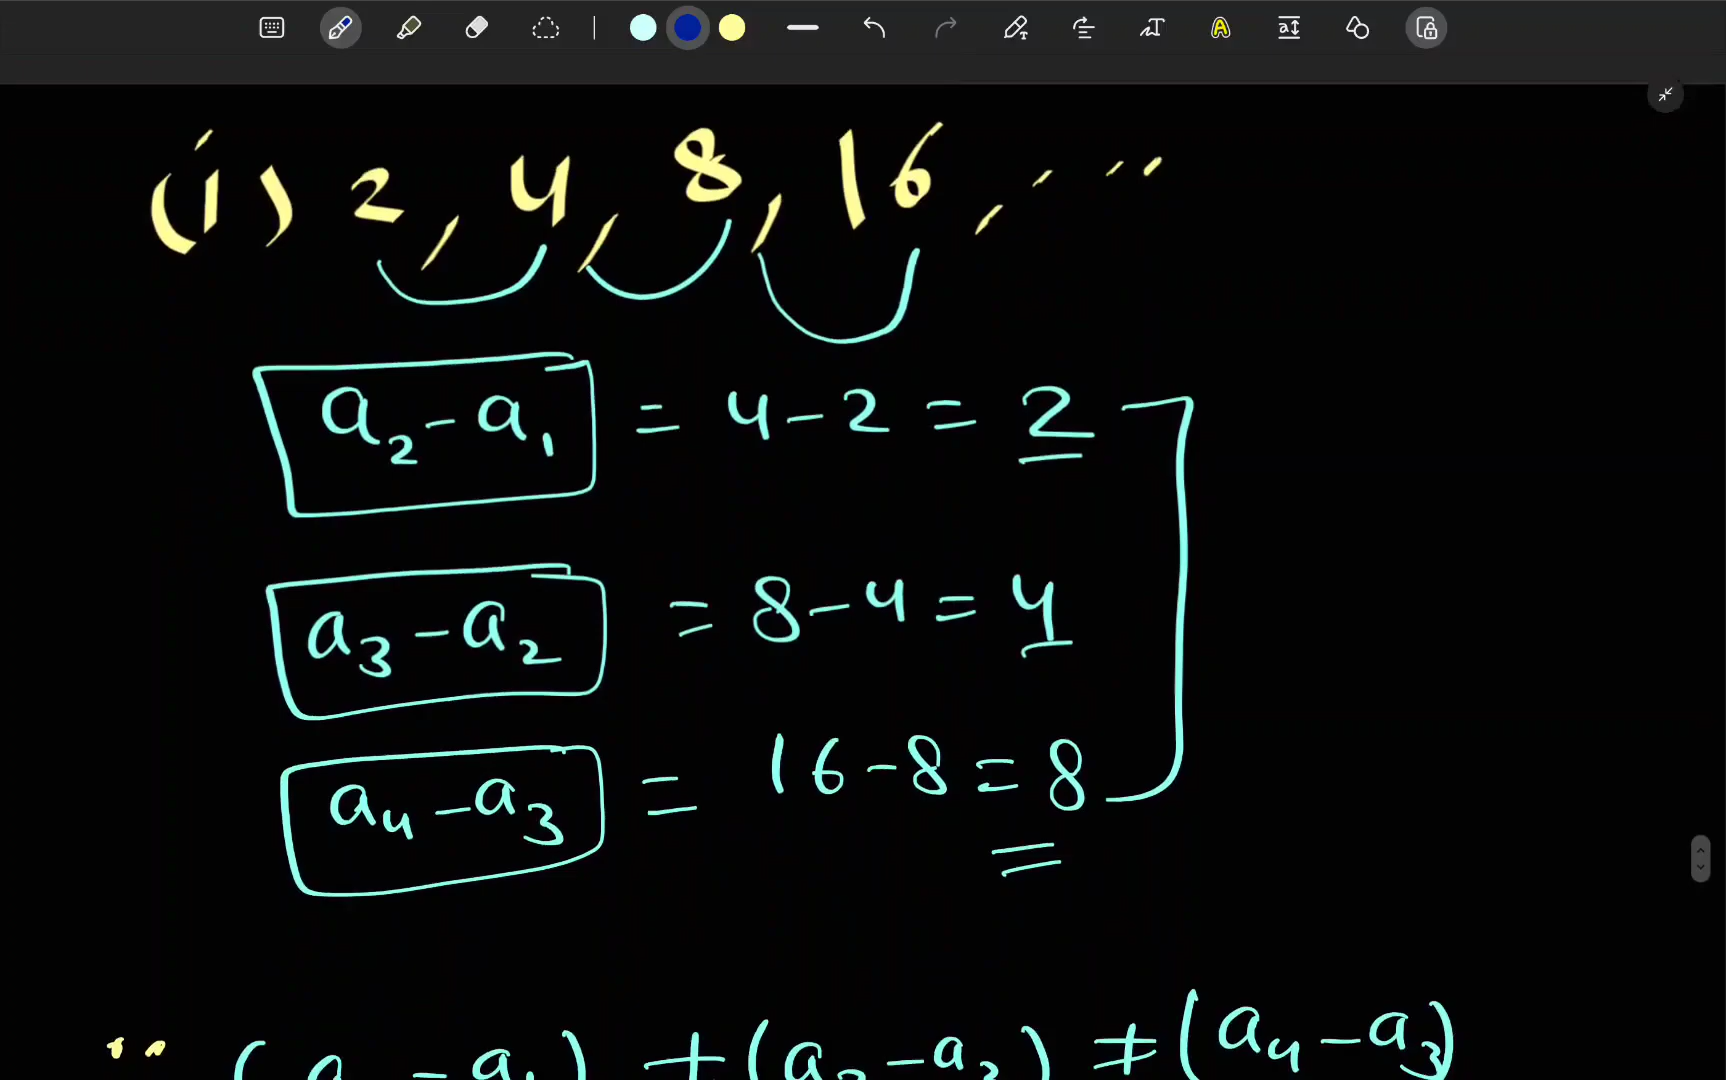 (i) 2, 4, 8, 16, ...
a₂ - a₁ = 4 - 2 = 2
a₃ - a₂ = 8 - 4 = 4
a₄ - a₃ = 16 - 8 = 8
(a - a₁) ≠ (a₃ - a₂) ≠ (a₄ - a₃)